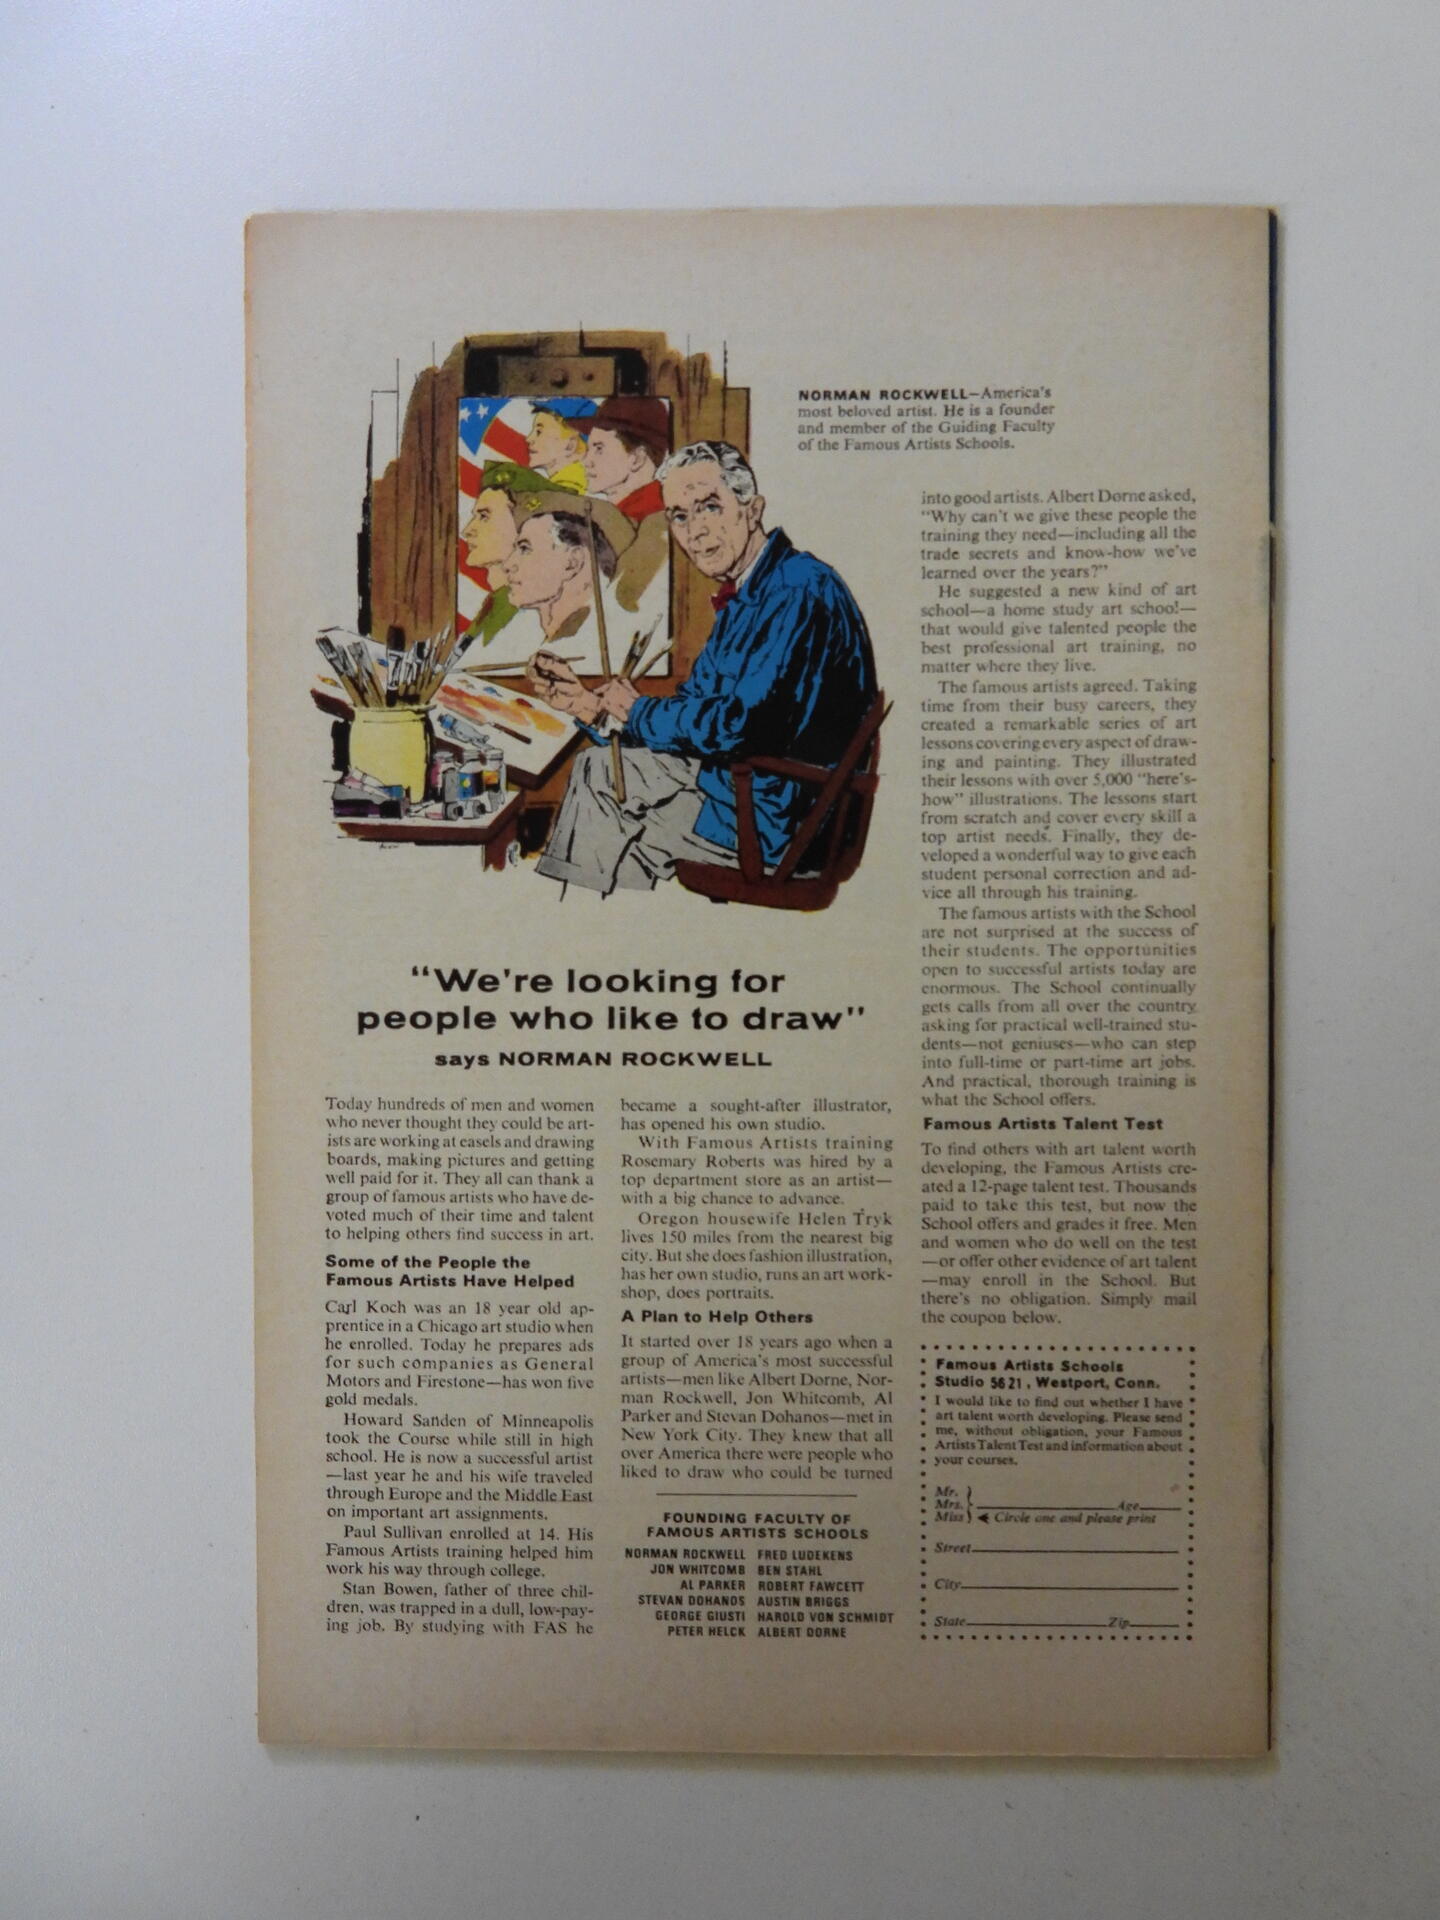 NORMAN ROCKWELL—America's
most beloved artist. He is a founder
and member of the Guiding Faculty
of the Famous Artists Schools.
"We're looking for
people who like to draw"
says NORMAN ROCKWELL
Today hundreds of men and women
who never thought they could be art-
ists are working at easels and drawing
boards, making pictures and getting
well paid for it. They all can thank a
group of famous artists who have de-
voted much of their time and talent
to helping others find success in art.
Some of the People the
Famous Artists Have Helped
Carl Koch was an 18 year old ap-
prentice in a Chicago art studio when
he enrolled. Today he prepares ads
for such companies as General
Motors and Firestone—has won five
gold medals.
Howard Sanden of Minneapolis
took the Course while still in high
school. He is now a successful artist
—last year he and his wife traveled
through Europe and the Middle East
on important art assignments.
Paul Sullivan enrolled at 14. His
Famous Artists training helped him
work his way through college.
Stan Bowen, father of three chil-
dren, was trapped in a dull, low-pay-
ing job. By studying with FAS he
became a sought-after illustrator,
has opened his own studio.
With Famous Artists training
Rosemary Roberts was hired by a
top department store as an artist—
with a big chance to advance.
Oregon housewife Helen Tryk
lives 150 miles from the nearest big
city. But she does fashion illustration,
has her own studio, runs an art work-
shop, does portraits.
A Plan to Help Others
It started over 18 years ago when a
group of America's most successful
artists—men like Albert Dorne, Nor-
man Rockwell, Jon Whitcomb, Al
Parker and Stevan Dohanos—met in
New York City. They knew that all
over America there were people who
liked to draw who could be turned
into good artists. Albert Dorne asked,
"Why can't we give these people the
training they need—including all the
trade secrets and know-how we've
learned over the years?"
He suggested a new kind of art
school—a home study art school—
that would give talented people the
best professional art training, no
matter where they live.
The famous artists agreed. Taking
time from their busy careers, they
created a remarkable series of art
lessons covering every aspect of draw-
ing and painting. They illustrated
their lessons with over 5,000 "here's-
how" illustrations. The lessons start
from scratch and cover every skill a
top artist needs. Finally, they de-
veloped a wonderful way to give each
student personal correction and ad-
vice all through his training.
The famous artists with the School
are not surprised at the success of
their students. The opportunities
open to successful artists today are
enormous. The School continually
gets calls from all over the country
asking for practical well-trained stu-
dents—not geniuses—who can step
into full-time or part-time art jobs.
And practical, thorough training is
what the School offers.
Famous Artists Talent Test
To find others with art talent worth
developing, the Famous Artists cre-
ated a 12-page talent test. Thousands
paid to take this test, but now the
School offers and grades it free. Men
and women who do well on the test
—or offer other evidence of art talent
—may enroll in the School. But
there's no obligation. Simply mail
the coupon below.
FOUNDING FACULTY OF
FAMOUS ARTISTS SCHOOLS
NORMAN ROCKWELL FRED LUDEKENS
JON WHITCOMB BEN STAHL
AL PARKER ROBERT FAWCETT
STEVAN DOHANOS AUSTIN BRIGGS
GEORGE GIUSTI HAROLD VON SCHMIDT
PETER HELCK ALBERT DORNE
Famous Artists Schools
Studio 5621, Westport, Conn.
I would like to find out whether I have
art talent worth developing. Please send
me, without obligation, your Famous
Artists Talent Test and information about
your courses.
Mr.
Mrs. Age
Miss Circle one and please print
Street
City
State Zip